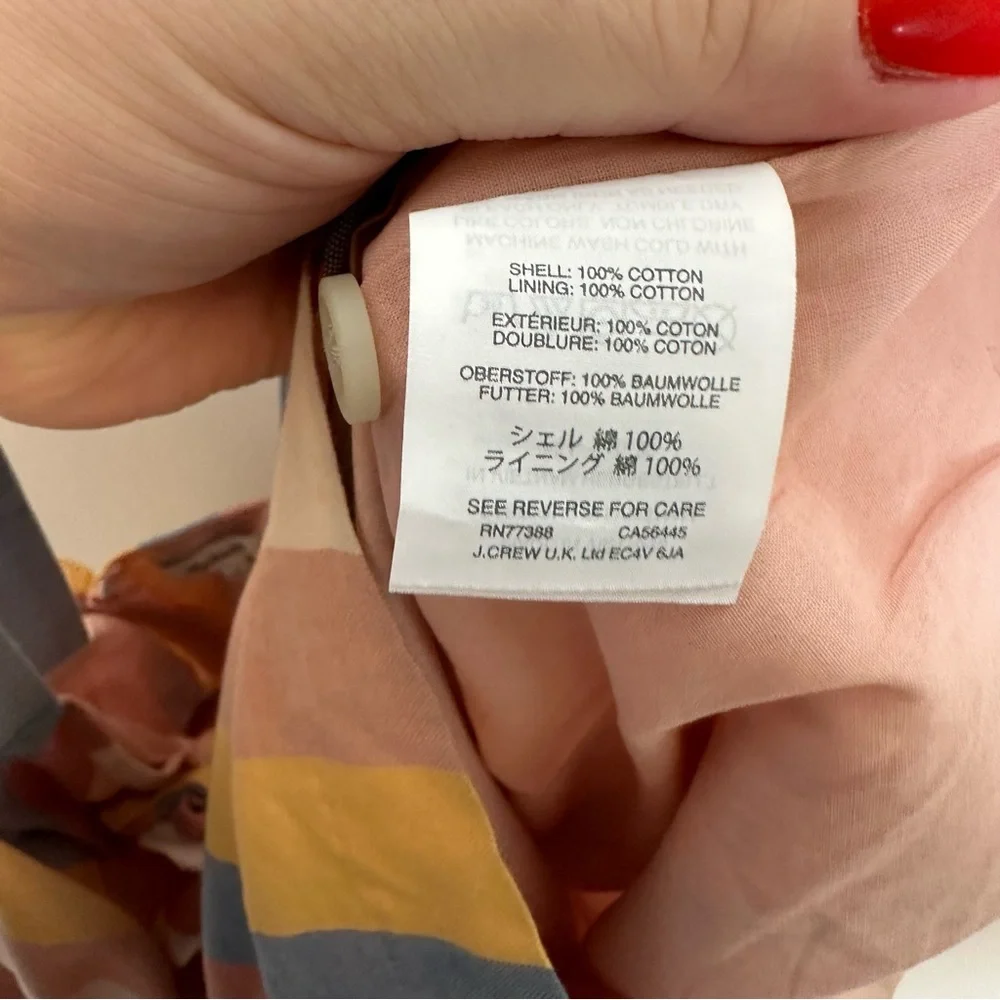 SHELL: 100% COTTON
LINING: 100% COTTON
EXTÉRIEUR: 100% COTON
DOUBLURE: 100% COTON
OBERSTOFF: 100% BAUMWOLLE
FUTTER: 100% BAUMWOLLE
シェル 綿 100%
ライニング 綿 100%
SEE REVERSE FOR CARE
RN77388 CA56445
J.CREW U.K. Ltd EC4V 6JA